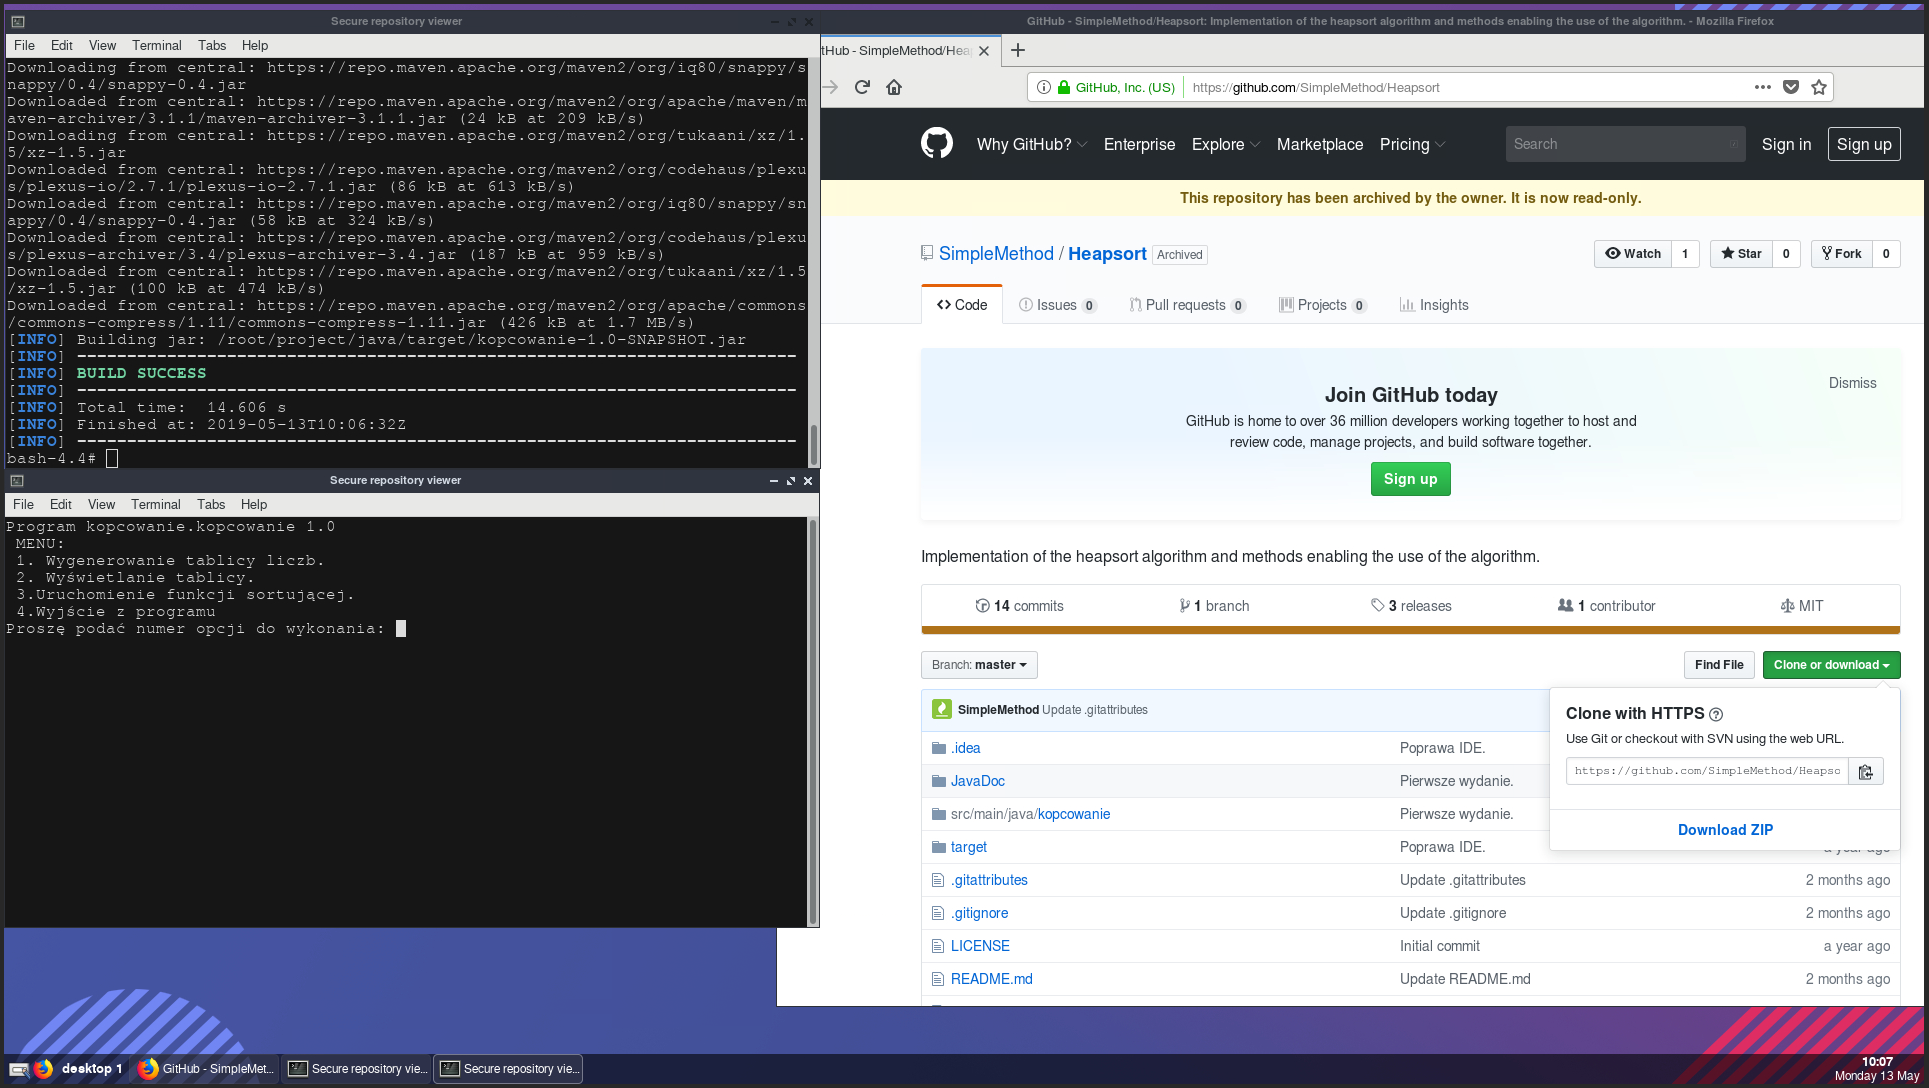 Secure repository viewer
File Edit View Terminal Tabs Help
Downloading from central: https://repo.maven.apache.org/maven2/org/iq80/snappy/s
nappy/0.4/snappy-0.4.jar
Downloaded from central: https://repo.maven.apache.org/maven2/org/apache/maven/m
aven-archiver/3.1.1/maven-archiver-3.1.1.jar (24 kB at 209 kB/s)
Downloading from central: https://repo.maven.apache.org/maven2/org/tukaani/xz/1.
5/xz-1.5.jar
Downloaded from central: https://repo.maven.apache.org/maven2/org/codehaus/plexu
s/plexus-io/2.7.1/plexus-io-2.7.1.jar (86 kB at 613 kB/s)
Downloaded from central: https://repo.maven.apache.org/maven2/org/iq80/snappy/sn
appy/0.4/snappy-0.4.jar (58 kB at 324 kB/s)
Downloaded from central: https://repo.maven.apache.org/maven2/org/codehaus/plexu
s/plexus-archiver/3.4/plexus-archiver-3.4.jar (187 kB at 959 kB/s)
Downloaded from central: https://repo.maven.apache.org/maven2/org/tukaani/xz/1.5
/xz-1.5.jar (100 kB at 474 kB/s)
Downloaded from central: https://repo.maven.apache.org/maven2/org/apache/commons
/commons-compress/1.11/commons-compress-1.11.jar (426 kB at 1.7 MB/s)
[INFO] Building jar: /root/project/java/target/kopcowanie-1.0-SNAPSHOT.jar
[INFO] ------------------------------------------------------------------------
[INFO] BUILD SUCCESS
[INFO] ------------------------------------------------------------------------
[INFO] Total time:  14.606 s
[INFO] Finished at: 2019-05-13T10:06:32Z
[INFO] ------------------------------------------------------------------------
bash-4.4#
Secure repository viewer
File Edit View Terminal Tabs Help
Program kopcowanie.kopcowanie 1.0
MENU:
1. Wygenerowanie tablicy liczb.
2. Wyświetlanie tablicy.
3.Uruchomienie funkcji sortującej.
4.Wyjście z programu
Proszę podać numer opcji do wykonania:
GitHub - SimpleMethod/Heapsort: Implementation of the heapsort algorithm and methods enabling the use of the algorithm. - Mozilla Firefox
tHub - SimpleMethod/Hea
GitHub, Inc. (US) https://github.com/SimpleMethod/Heapsort
Why GitHub? Enterprise Explore Marketplace Pricing Search Sign in Sign up
This repository has been archived by the owner. It is now read-only.
SimpleMethod / Heapsort Archived Watch 1 Star 0 Fork 0
Code Issues 0 Pull requests 0 Projects 0 Insights
Dismiss
Join GitHub today
GitHub is home to over 36 million developers working together to host and
review code, manage projects, and build software together.
Sign up
Implementation of the heapsort algorithm and methods enabling the use of the algorithm.
14 commits 1 branch 3 releases 1 contributor MIT
Branch: master Find File Clone or download
SimpleMethod Update .gitattributes
Clone with HTTPS
Use Git or checkout with SVN using the web URL.
https://github.com/SimpleMethod/Heapso
Download ZIP
.idea Poprawa IDE.
JavaDoc Pierwsze wydanie.
src/main/java/kopcowanie Pierwsze wydanie.
target Poprawa IDE. a year ago
.gitattributes Update .gitattributes 2 months ago
.gitignore Update .gitignore 2 months ago
LICENSE Initial commit a year ago
README.md Update README.md 2 months ago
desktop 1 GitHub - SimpleMet... Secure repository vie... Secure repository vie...
10:07
Monday 13 May